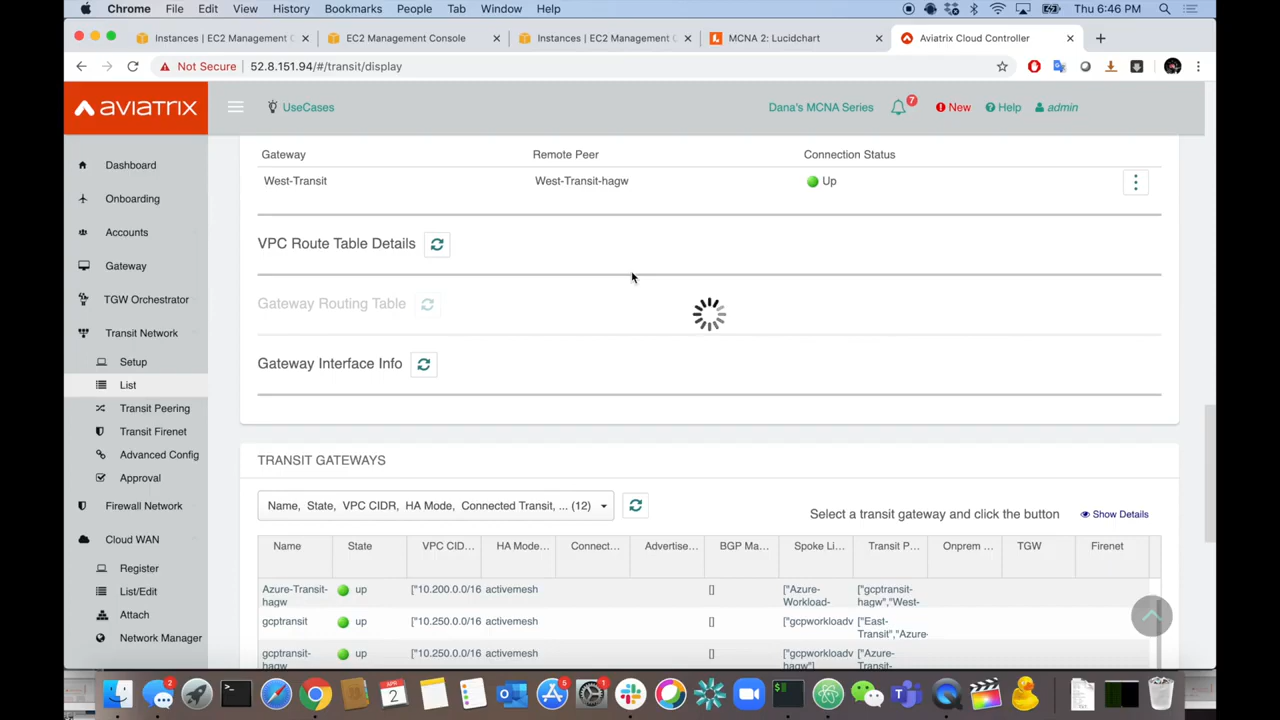 Chrome File Edit View History Bookmarks People Tab Window Help Thu 6:46 PM
Instances | EC2 Management C
EC2 Management Console
Instances | EC2 Management C
MCNA 2: Lucidchart
Aviatrix Cloud Controller
Not Secure 52.8.151.94/#/transit/display
aviatrix
UseCases
Dana's MCNA Series
7
New
Help
admin
Dashboard
Onboarding
Accounts
Gateway
TGW Orchestrator
Transit Network
Setup
List
Transit Peering
Transit Firenet
Advanced Config
Approval
Firewall Network
Cloud WAN
Register
List/Edit
Attach
Network Manager
Gateway Remote Peer Connection Status
West-Transit West-Transit-hagw Up
VPC Route Table Details
Gateway Routing Table
Gateway Interface Info
TRANSIT GATEWAYS
Name, State, VPC CIDR, HA Mode, Connected Transit, ... (12)
Select a transit gateway and click the button Show Details
Name State VPC CID... HA Mode... Connect... Advertise... BGP Ma... Spoke Li... Transit P... Onprem ... TGW Firenet
Azure-Transit- up ["10.200.0.0/16 activemesh [] ["Azure- ["gcptransit-
hagw Workload- hagw","West-
gcptransit up ["10.250.0.0/16 activemesh [] ["gcpworkloadv ["East-
Transit","Azure-
gcptransit- up ["10.250.0.0/16 activemesh [] ["gcpworkloadv ["Azure-
hagw hagw"] Transit-
2
APR
2
5
1